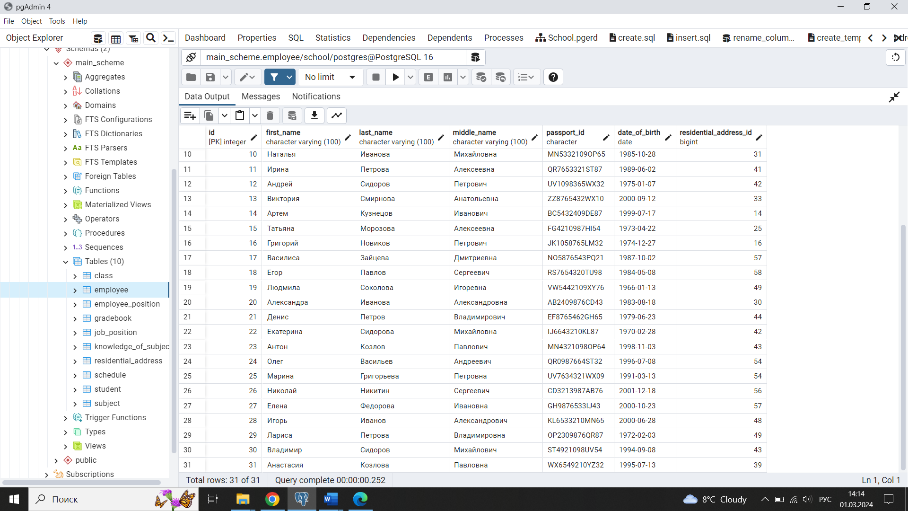 pgAdmin 4
File Object Tools Help
Object Explorer
Dashboard Properties SQL Statistics Dependencies Dependents Processes School.pgerd create.sql insert.sql rename_colum... create_temp
Schemas (2)
main_scheme
Aggregates
Collations
Domains
FTS Configurations
FTS Dictionaries
FTS Parsers
FTS Templates
Foreign Tables
Functions
Materialized Views
Operators
Procedures
1..3 Sequences
Tables (10)
class
employee
employee_position
gradebook
job_position
knowledge_of_subjec
residential_address
schedule
student
subject
Trigger Functions
Types
Views
public
Subscriptions
main_scheme.employee/school/postgres@PostgreSQL 16
No limit
Data Output Messages Notifications
id first_name last_name middle_name passport_id date_of_birth residential_address_id
[PK] integer character varying (100) character varying (100) character varying (100) character date bigint
10 10 Наталья Иванова Михайловна MN5332109OP65 1985-10-28 31
11 11 Ирина Петрова Алексеевна QR7653321ST87 1989-06-02 41
12 12 Андрей Сидоров Петрович UV1098365WX32 1975-01-07 42
13 13 Виктория Смирнова Анатольевна ZZ8765432WX10 2000-09-12 33
14 14 Артем Кузнецов Иванович BC5432409DE87 1999-07-17 14
15 15 Татьяна Морозова Алексеевна FG4210987HI54 1973-04-22 25
16 16 Григорий Новиков Петрович JK1058765LM32 1974-12-27 16
17 17 Василиса Зайцева Дмитриевна NO5876543PQ21 1987-10-02 57
18 18 Егор Павлов Сергеевич RS7654320TU98 1984-05-08 58
19 19 Людмила Соколова Игоревна VW5442109XY76 1966-01-13 49
20 20 Александра Иванова Александровна AB2409876CD43 1983-08-18 30
21 21 Денис Петров Владимирович EF8765462GH65 1979-06-23 44
22 22 Екатерина Сидорова Михайловна IJ6643210KL87 1970-02-28 42
23 23 Антон Козлов Павлович MN4321098OP64 1998-11-03 43
24 24 Олег Васильев Андреевич QR0987664ST32 1996-07-08 54
25 25 Марина Григорьева Петровна UV7634321WX09 1991-03-13 54
26 26 Николай Никитин Сергеевич CD3213987AB76 2001-12-18 56
27 27 Елена Федорова Ивановна GH9876533IJ43 2000-10-23 57
28 28 Игорь Иванов Александрович KL6533210MN65 2000-06-28 48
29 29 Лариса Петрова Владимировна OP2309876QR87 1972-02-03 49
30 30 Владимир Сидоров Михайлович ST4921098UV54 1994-09-08 43
31 31 Анастасия Козлова Павловна WX6549210YZ32 1995-07-13 39
Total rows: 31 of 31 Query complete 00:00:00.252 Ln 1, Col 1
Поиск
8°C Cloudy
РУС
14:14
01.03.2024